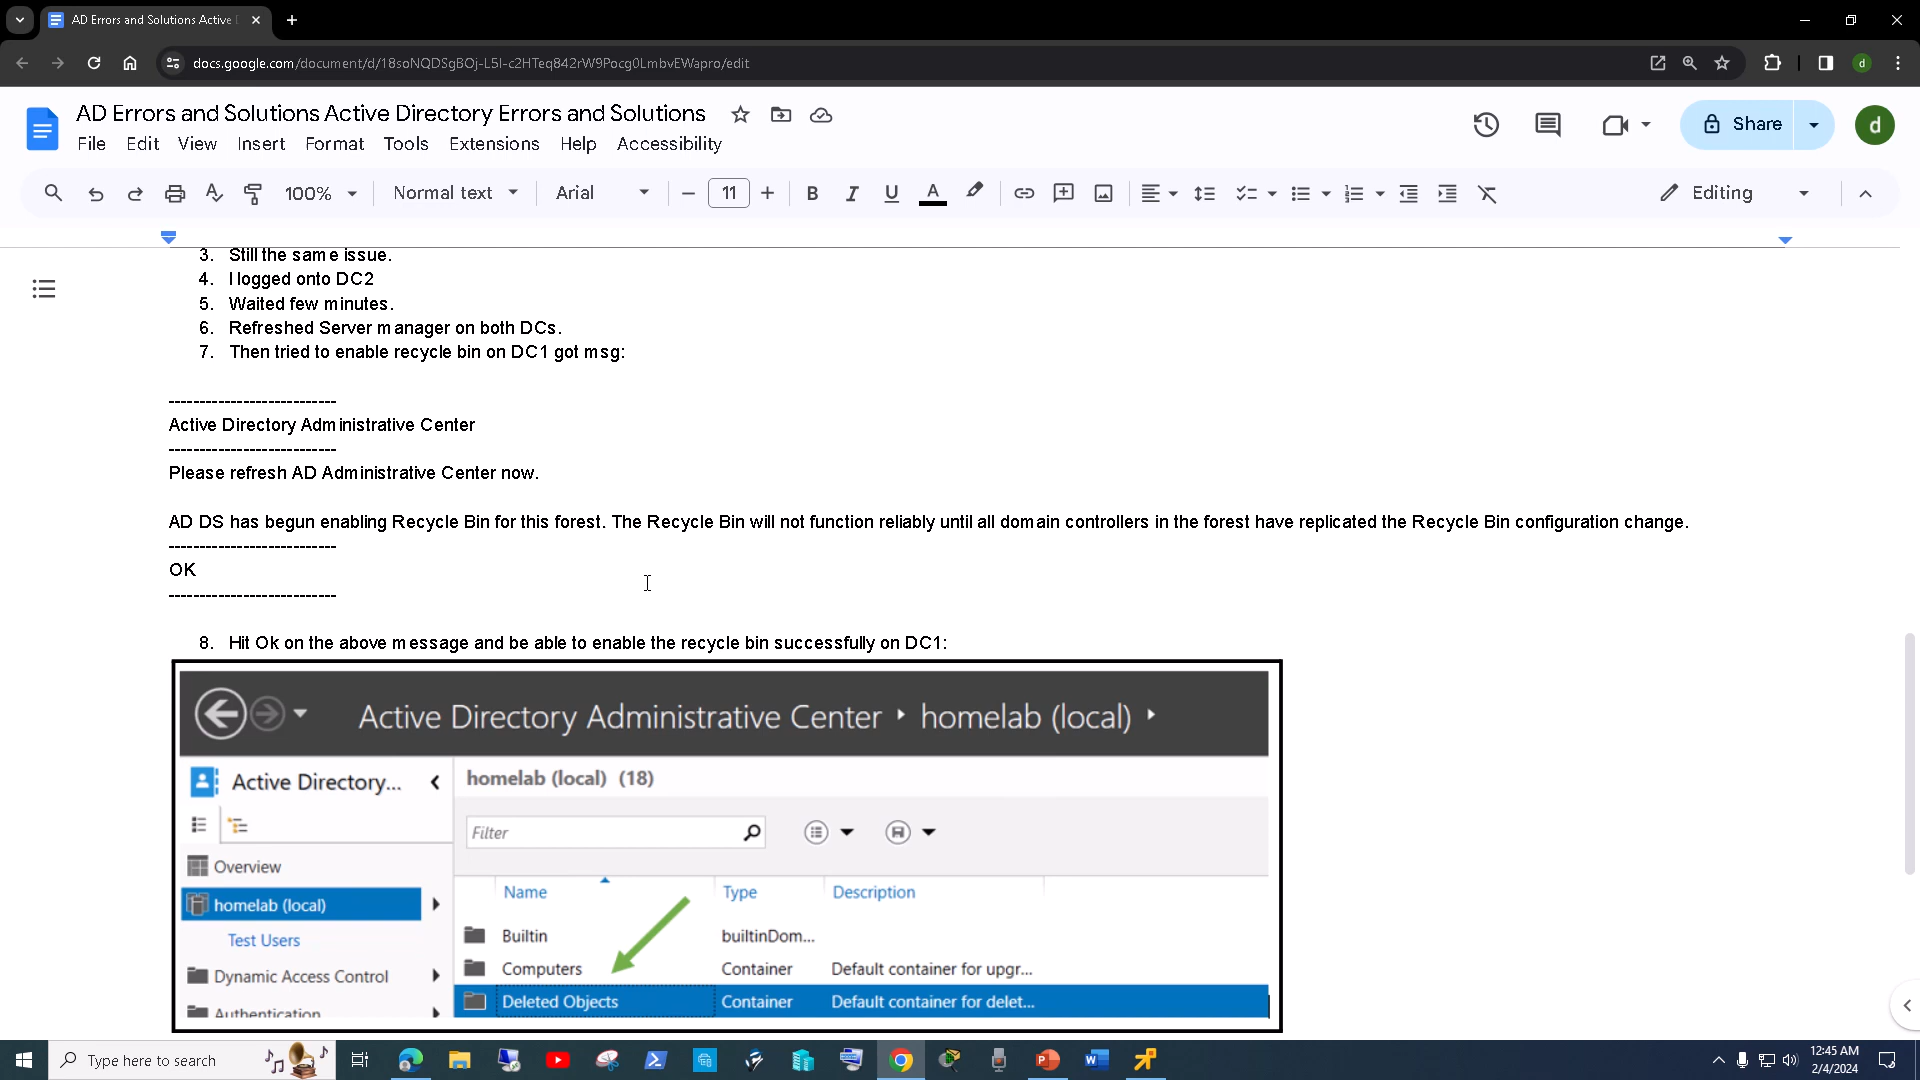 AD Errors and Solutions Active D
docs.google.com/document/d/18soNQDSgBOj-L5I-c2HTeq842rW9Pocg0LmbvEWapro/edit
d
AD Errors and Solutions Active Directory Errors and Solutions
File Edit View Insert Format Tools Extensions Help Accessibility
Share
d
100% Normal text Arial 11 B I U A Editing
3. Still the same issue.
4. I logged onto DC2
5. Waited few minutes.
6. Refreshed Server manager on both DCs.
7. Then tried to enable recycle bin on DC1 got msg:
---------------------------
Active Directory Administrative Center
---------------------------
Please refresh AD Administrative Center now.
AD DS has begun enabling Recycle Bin for this forest. The Recycle Bin will not function reliably until all domain controllers in the forest have replicated the Recycle Bin configuration change.
---------------------------
OK
---------------------------
8. Hit Ok on the above message and be able to enable the recycle bin successfully on DC1:
Active Directory Administrative Center ‣ homelab (local) ‣
Active Directory...
homelab (local) (18)
Filter
Overview
Name Type Description
homelab (local)
Builtin builtinDom...
Test Users
Computers Container Default container for upgr...
Dynamic Access Control
Deleted Objects Container Default container for delet...
Authentication
Type here to search
12:45 AM
2/4/2024